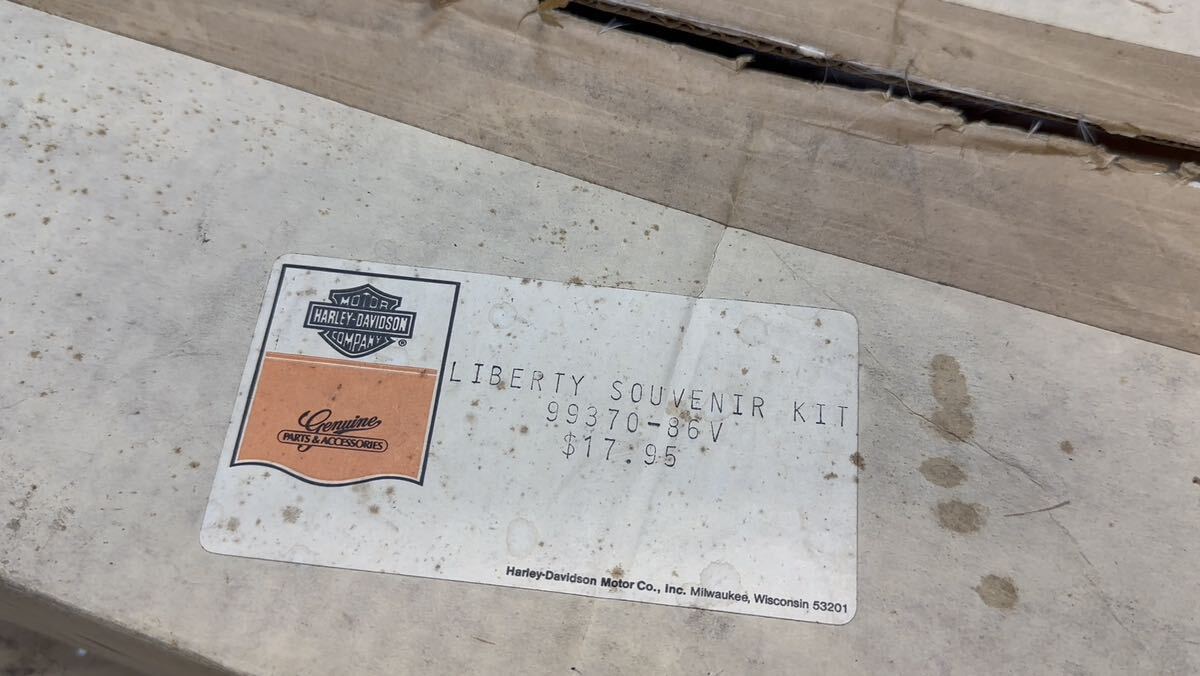 MOTOR
HARLEY-DAVIDSON
COMPANY
®
Genuine
PARTS & ACCESSORIES
LIBERTY SOUVENIR KIT
99370-86V
$17.95
Harley-Davidson Motor Co., Inc. Milwaukee, Wisconsin 53201